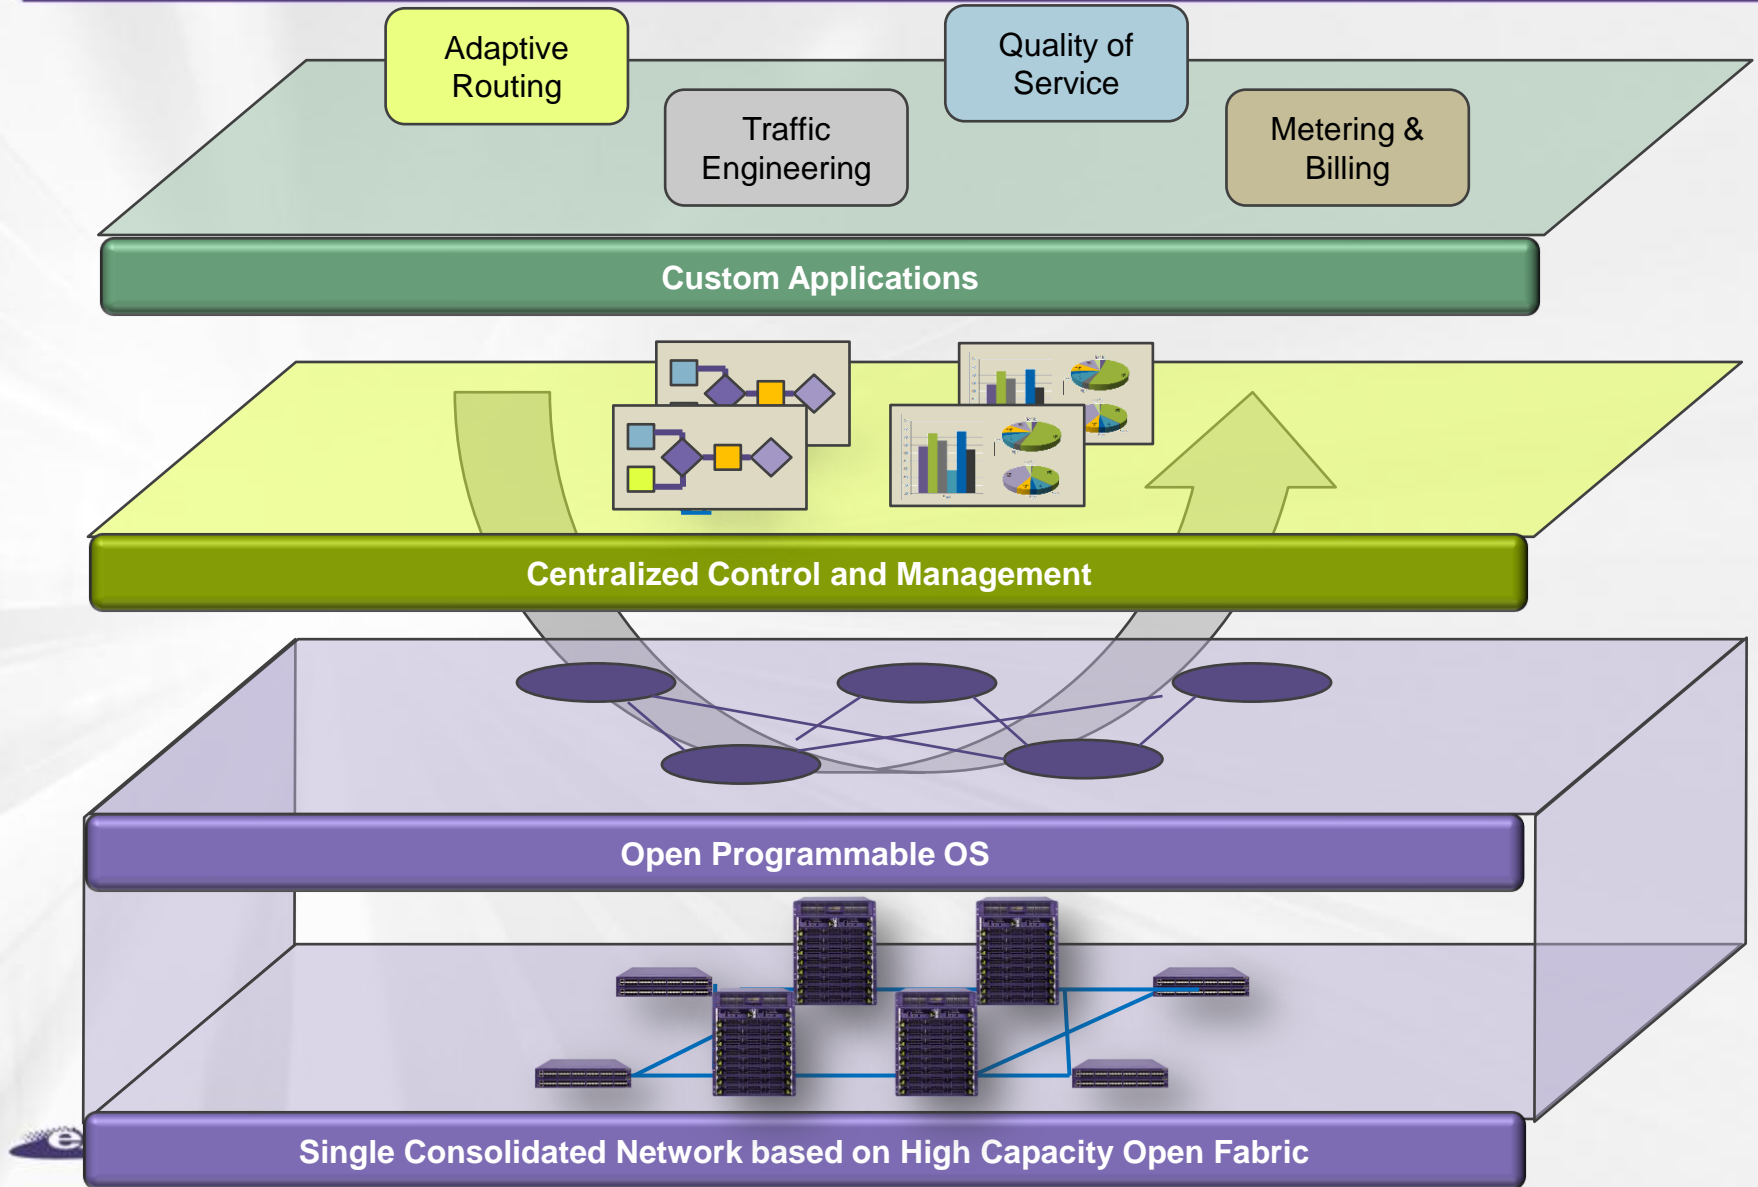 Adaptive
Routing
Quality of
Service
Traffic
Engineering
Metering &
Billing
Custom Applications
Centralized Control and Management
Open Programmable OS
e
Single Consolidated Network based on High Capacity Open Fabric